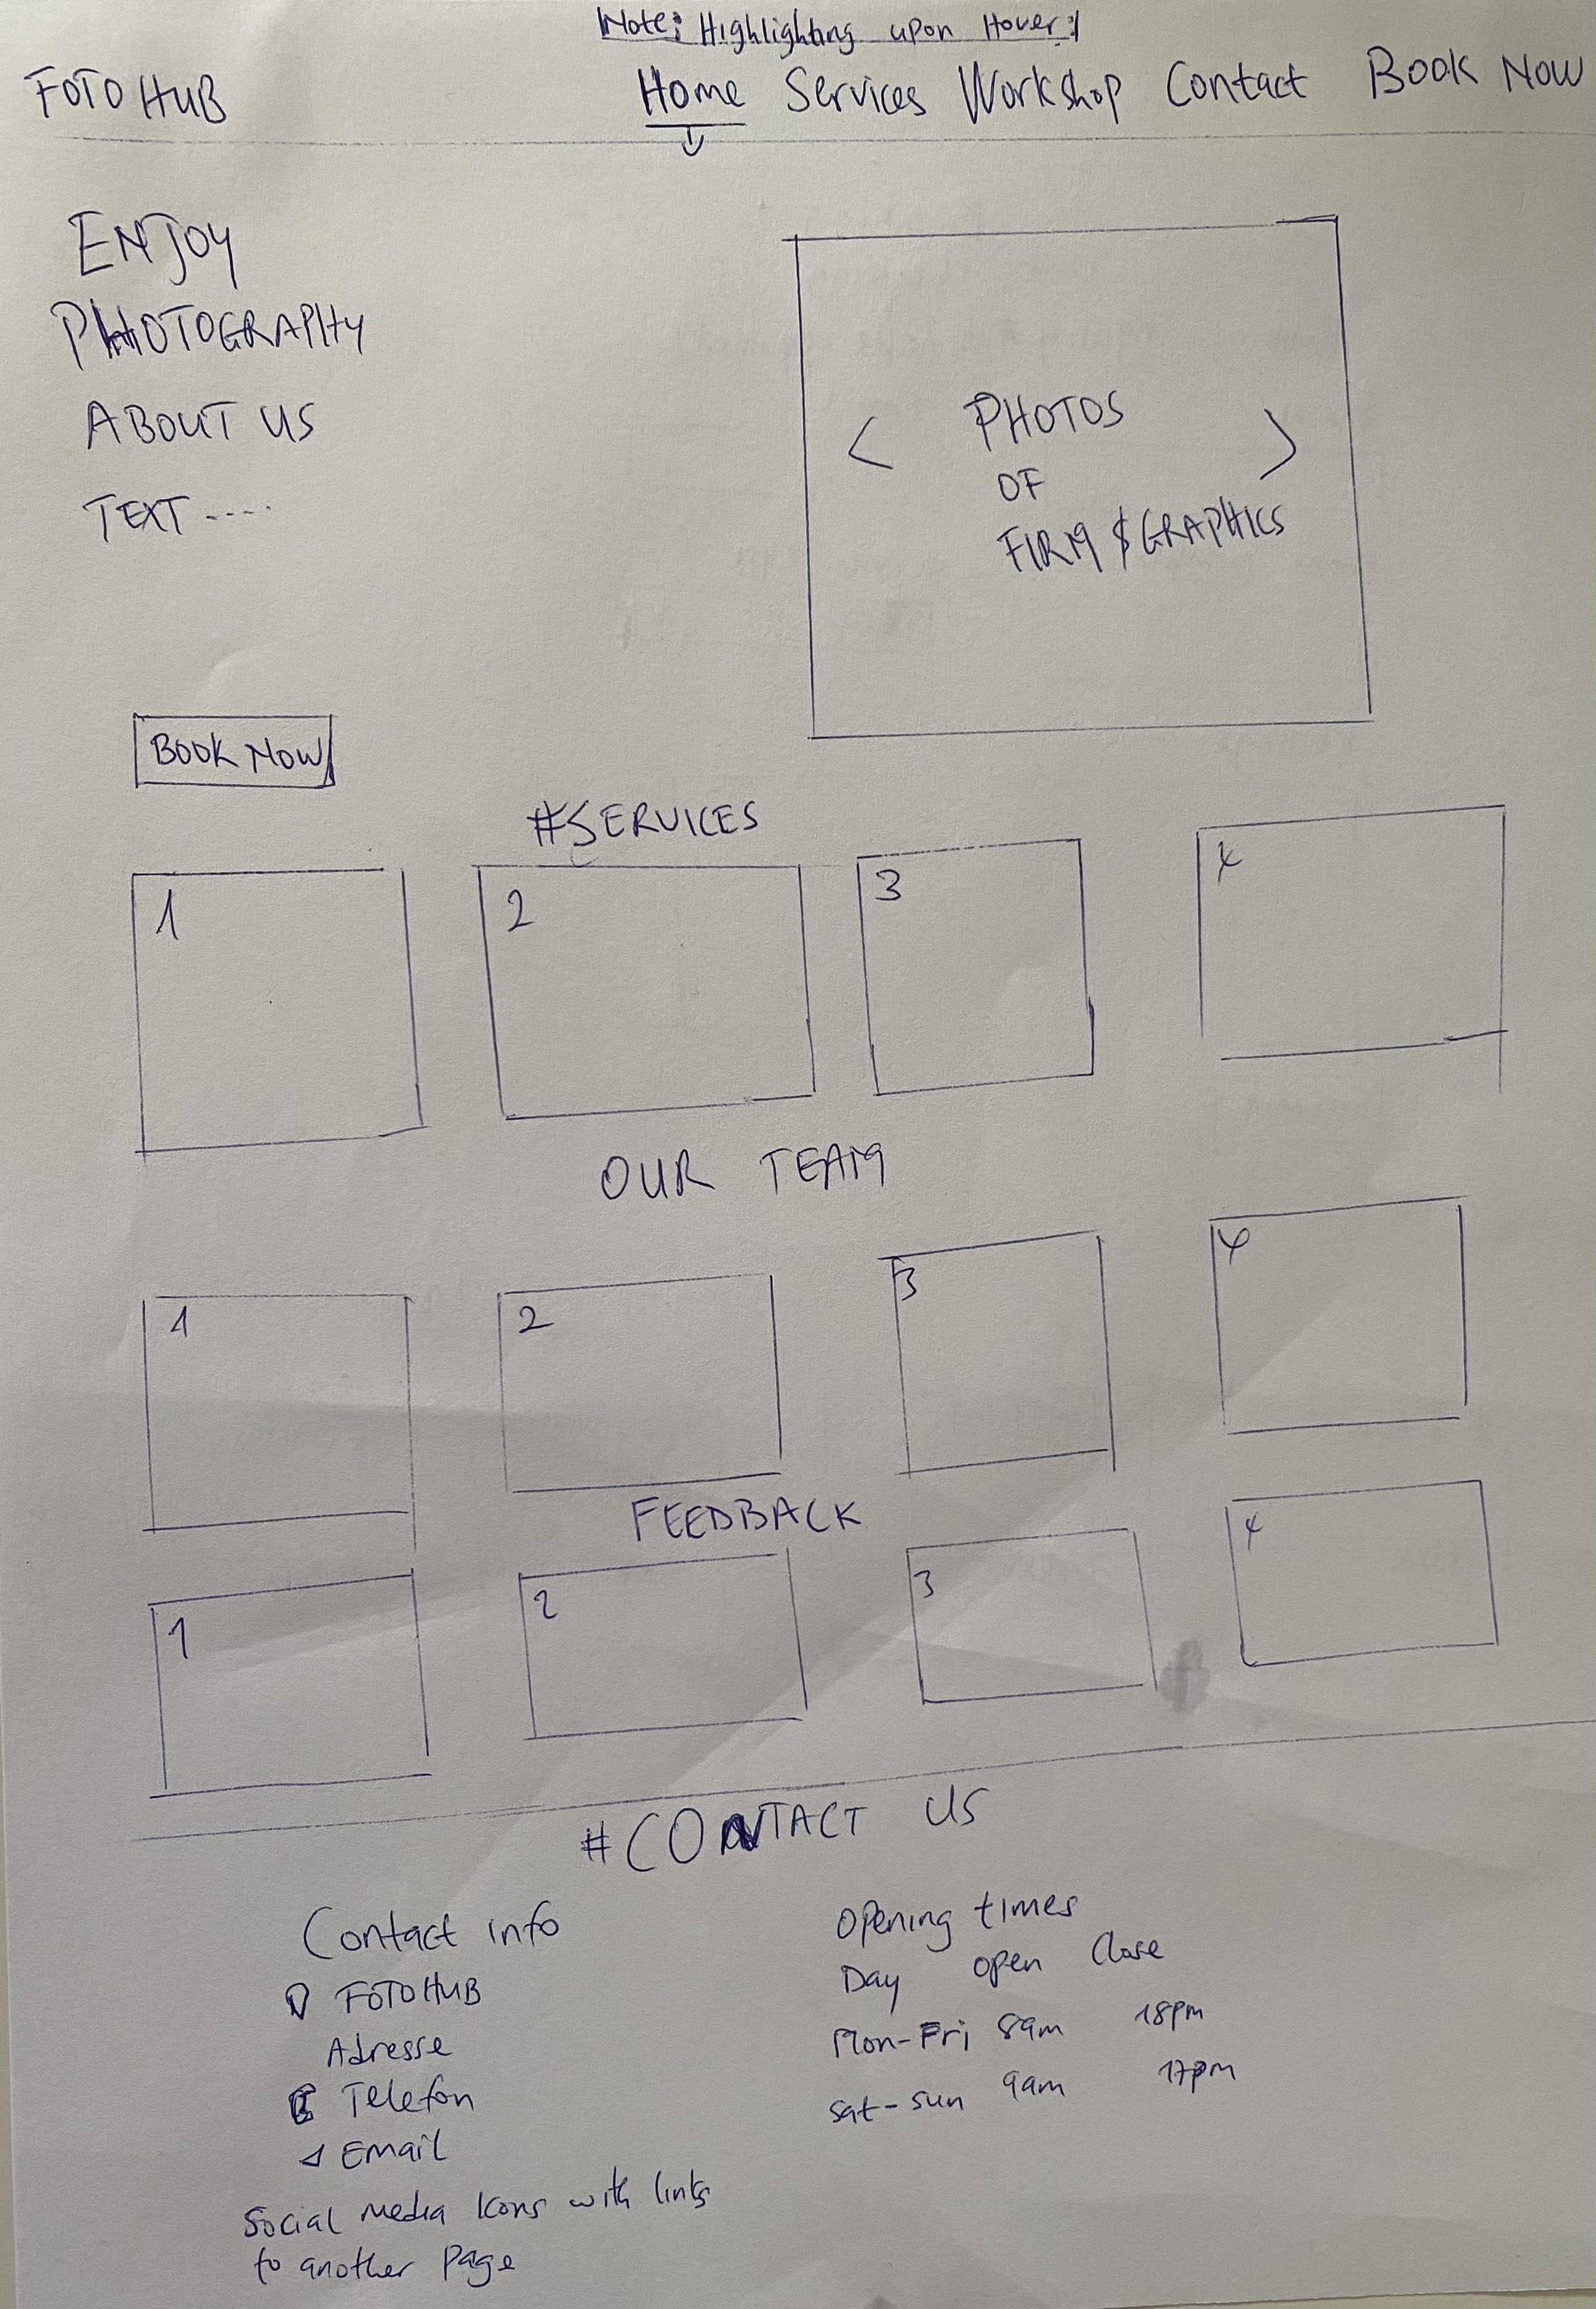 Note: Highlighting upon Hover!
FOTO HUB Home Services Workshop Contact Book Now
ENJOY
PHOTOGRAPHY
ABOUT US
TEXT .....
< PHOTOS >
OF
FIRM & GRAPHICS
BOOK NOW
#SERVICES
1 2 3 4
OUR TEAM
1 2 3 4
FEEDBACK
1 2 3 4
#CONTACT US
Contact info
FOTOHUB
Adresse
Telefon
Email
Social Media Icons with links
to another Page
Opening times
Day open Close
Mon-Fri 8am 18pm
Sat-Sun 9am 17pm